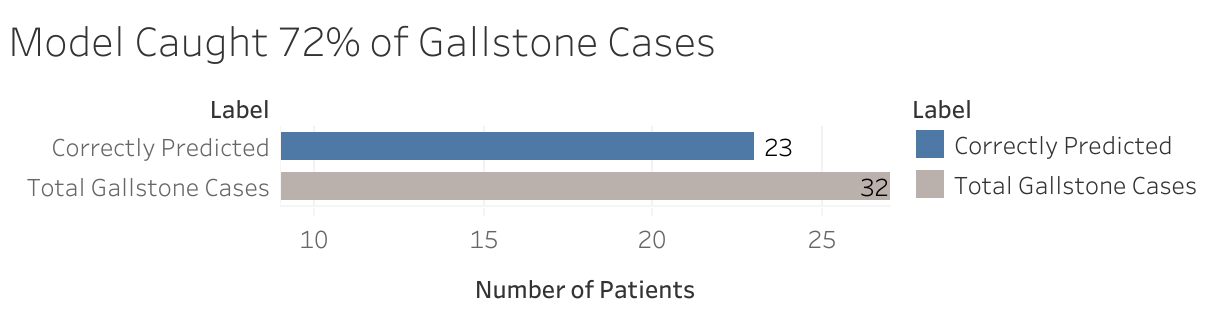 Model Caught 72% of Gallstone Cases
Label
Correctly Predicted 23
Total Gallstone Cases 32
10 15 20 25
Number of Patients
Label
Correctly Predicted
Total Gallstone Cases